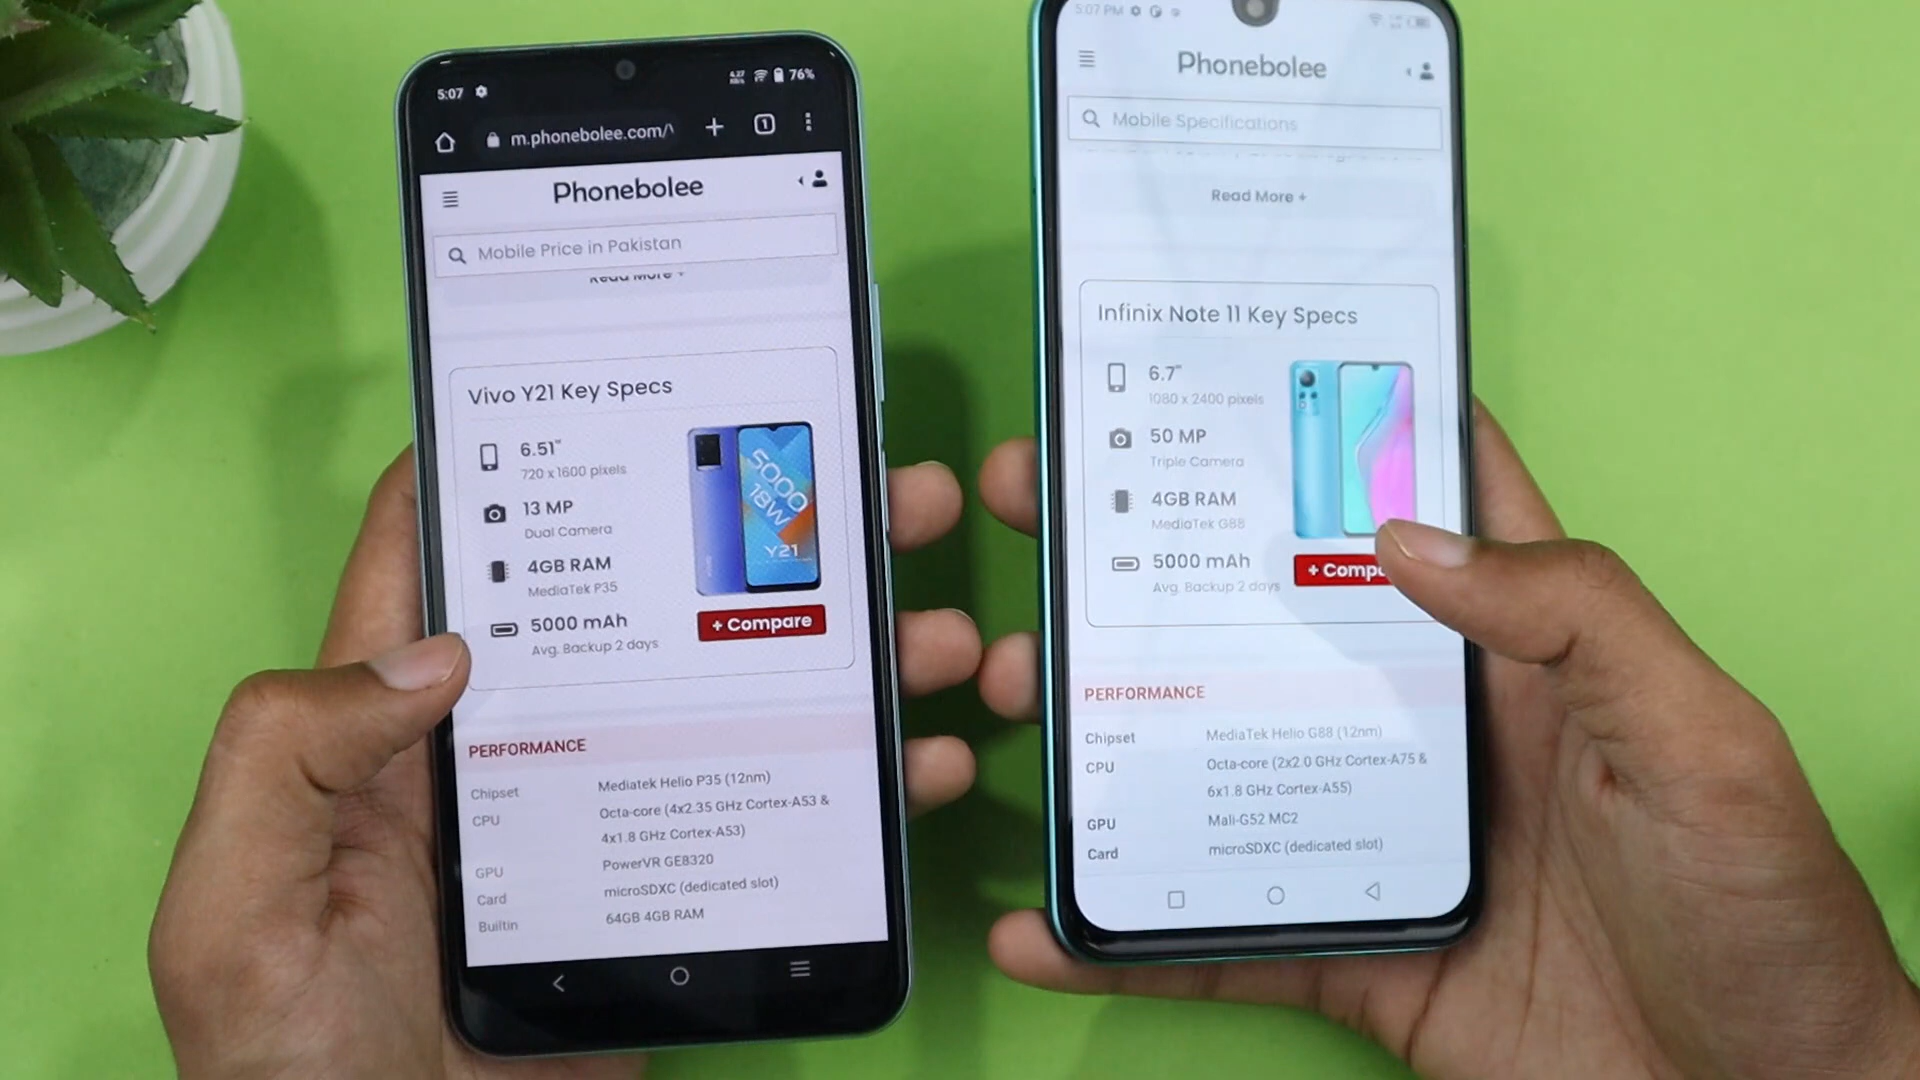 5:07
4.27 KB/s
76%
m.phonebolee.com/
1
Phonebolee
Mobile Price in Pakistan
Read More +
Vivo Y21 Key Specs
6.51"
720 x 1600 pixels
13 MP
Dual Camera
4GB RAM
MediaTek P35
5000 mAh
Avg. Backup 2 days
5000
18W
Y21
+ Compare
PERFORMANCE
Chipset Mediatek Helio P35 (12nm)
CPU Octa-core (4x2.35 GHz Cortex-A53 &
4x1.8 GHz Cortex-A53)
GPU PowerVR GE8320
Card microSDXC (dedicated slot)
Builtin 64GB 4GB RAM
5:07 PM
Phonebolee
Mobile Specifications
Read More +
Infinix Note 11 Key Specs
6.7"
1080 x 2400 pixels
50 MP
Triple Camera
4GB RAM
MediaTek G88
5000 mAh
Avg. Backup 2 days
+ Comp
PERFORMANCE
Chipset MediaTek Helio G88 (12nm)
CPU Octa-core (2x2.0 GHz Cortex-A75 &
6x1.8 GHz Cortex-A55)
GPU Mali-G52 MC2
Card microSDXC (dedicated slot)